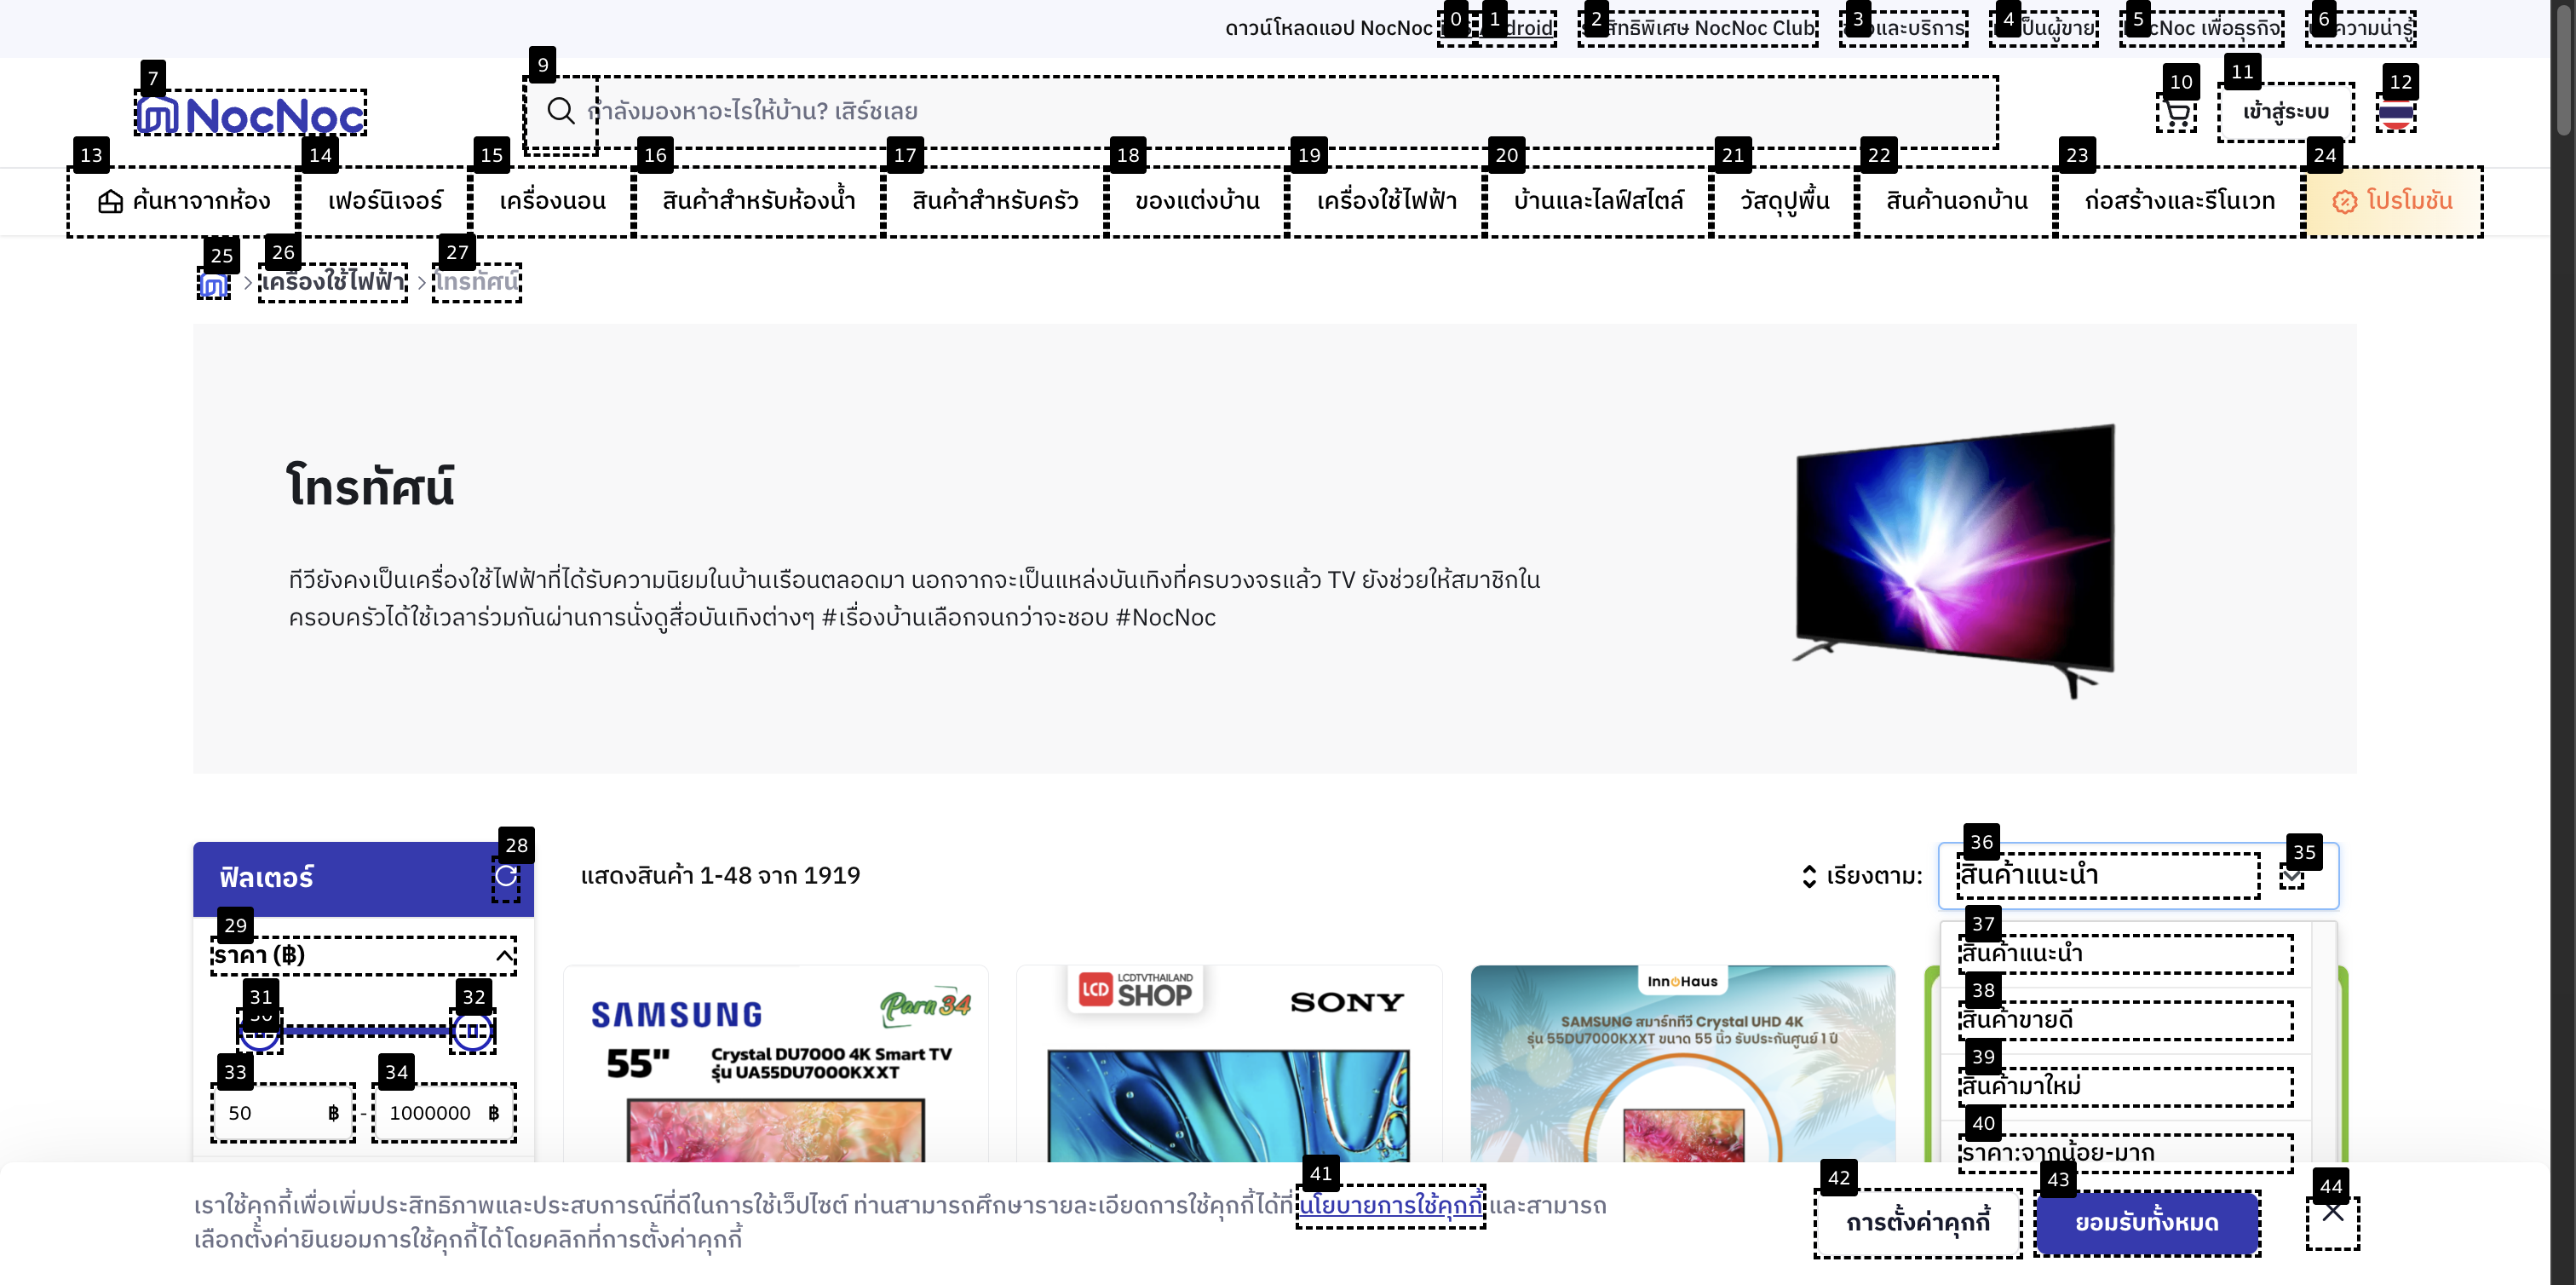 ดาวน์โหลดแอป NocNoc
สิทธิพิเศษ NocNoc Club
และบริการ
เป็นผู้ขาย
เพื่อธุรกิจ
ความน่ารู้
NocNoc
กำลังมองหาอะไรให้บ้าน? เสิร์ชเลย
เข้าสู่ระบบ
ค้นหาจากห้อง
เฟอร์นิเจอร์
เครื่องนอน
สินค้าสำหรับห้องน้ำ
สินค้าสำหรับครัว
ของแต่งบ้าน
เครื่องใช้ไฟฟ้า
บ้านและไลฟ์สไตล์
วัสดุปูพื้น
สินค้านอกบ้าน
ก่อสร้างและรีโนเวท
โปรโมชัน
เครื่องใช้ไฟฟ้า > โทรทัศน์
โทรทัศน์
ทีวียังคงเป็นเครื่องใช้ไฟฟ้าที่ได้รับความนิยมในบ้านเรือนตลอดมา นอกจากจะเป็นแหล่งบันเทิงที่ครบวงจรแล้ว TV ยังช่วยให้สมาชิกใน
ครอบครัวได้ใช้เวลาร่วมกันผ่านการนั่งดูสื่อบันเทิงต่างๆ #เรื่องบ้านเลือกจนกว่าจะชอบ #NocNoc
ฟิลเตอร์
แสดงสินค้า 1-48 จาก 1919
เรียงตาม:
สินค้าแนะนำ
ราคา (฿)
50 ฿ - 1000000 ฿
สินค้าแนะนำ
สินค้าขายดี
สินค้ามาใหม่
ราคา:จากน้อย-มาก
SAMSUNG
Parn 34
55"
Crystal DU7000 4K Smart TV
รุ่น UA55DU7000KXXT
LCD
LCDTVTHAILAND
SHOP
SONY
InnoHaus
SAMSUNG สมาร์ททีวี Crystal UHD 4K
รุ่น 55DU7000KXXT ขนาด 55 นิ้ว รับประกันศูนย์ 1 ปี
เราใช้คุกกี้เพื่อเพิ่มประสิทธิภาพและประสบการณ์ที่ดีในการใช้เว็บไซต์ ท่านสามารถศึกษารายละเอียดการใช้คุกกี้ได้ที่ นโยบายการใช้คุกกี้ และสามารถ
เลือกตั้งค่ายินยอมการใช้คุกกี้ได้โดยคลิกที่การตั้งค่าคุกกี้
การตั้งค่าคุกกี้
ยอมรับทั้งหมด
0
1
2
3
4
5
6
7
9
10
11
12
13
14
15
16
17
18
19
20
21
22
23
24
25
26
27
28
29
31
32
33
34
35
36
37
38
39
40
41
42
43
44